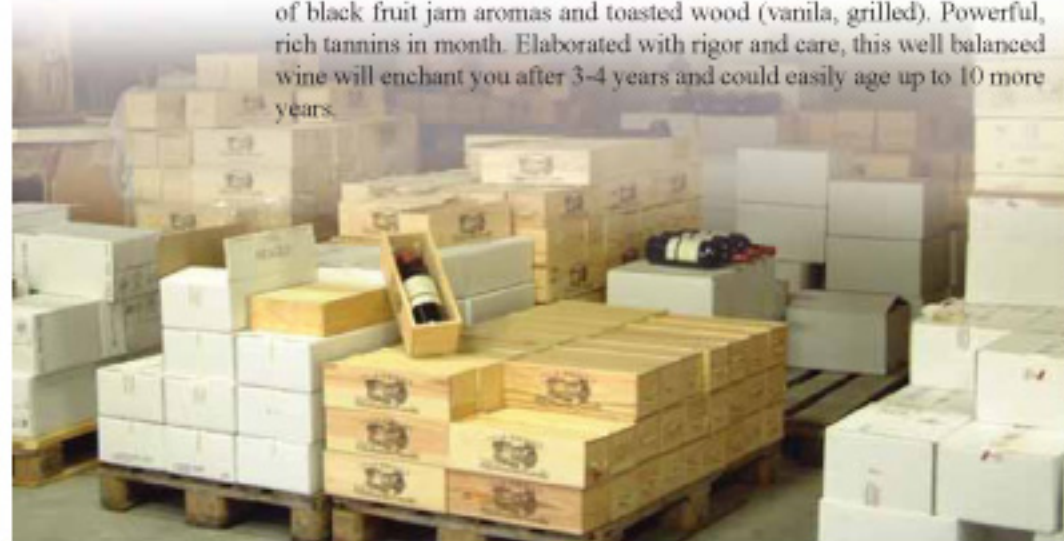 of black fruit jam aromas and toasted wood (vanila, grilled). Powerful,
rich tannins in month. Elaborated with rigor and care, this well balanced
wine will enchant you after 3-4 years and could easily age up to 10 more
years.